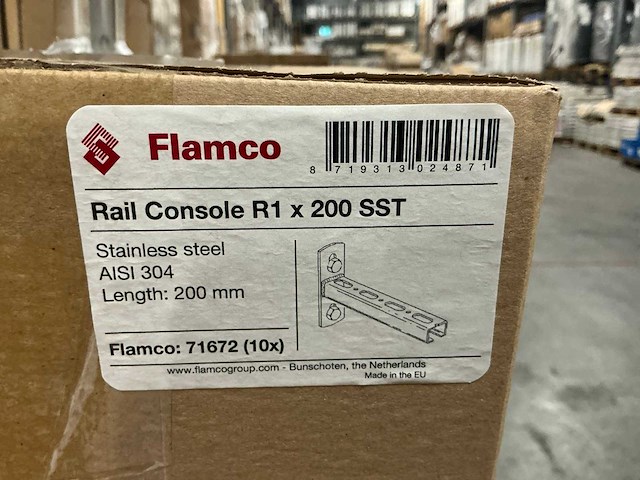 Flamco
8 719313 024871
Rail Console R1 x 200 SST
Stainless steel
AISI 304
Length: 200 mm
Flamco: 71672 (10x)
www.flamcogroup.com - Bunschoten, the Netherlands
Made in the EU